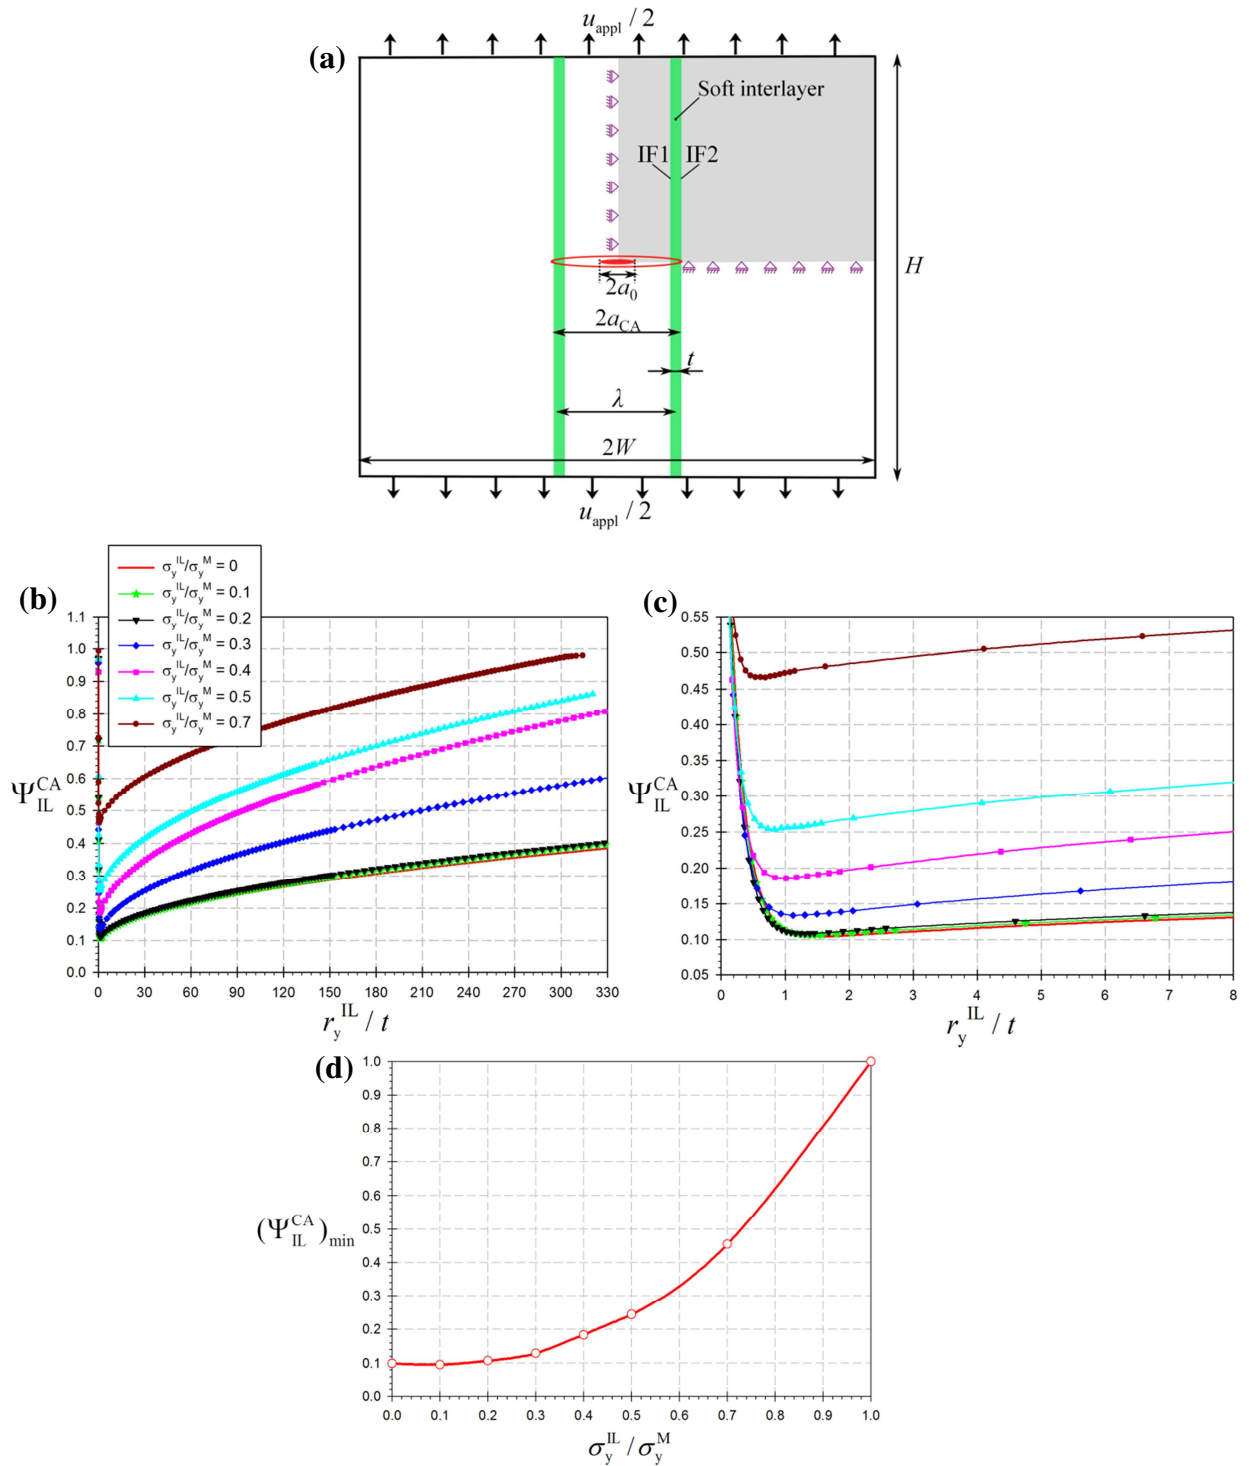 u_appl / 2
(a)
Soft interlayer
IF1 IF2
H
2a_0
2a_CA
t
λ
2W
u_appl / 2
σ_y^IL/σ_y^M = 0
σ_y^IL/σ_y^M = 0.1
σ_y^IL/σ_y^M = 0.2
σ_y^IL/σ_y^M = 0.3
σ_y^IL/σ_y^M = 0.4
σ_y^IL/σ_y^M = 0.5
σ_y^IL/σ_y^M = 0.7
(b)
1.1
1.0
0.9
0.8
0.7
0.6
0.5
0.4
0.3
0.2
0.1
0.0
Ψ_IL^CA
0 30 60 90 120 150 180 210 240 270 300 330
r_y^IL / t
(c)
0.55
0.50
0.45
0.40
0.35
0.30
0.25
0.20
0.15
0.10
0.05
Ψ_IL^CA
0 1 2 3 4 5 6 7 8
r_y^IL / t
(d)
1.0
0.9
0.8
0.7
0.6
0.5
0.4
0.3
0.2
0.1
0.0
(Ψ_IL^CA)_min
0.0 0.1 0.2 0.3 0.4 0.5 0.6 0.7 0.8 0.9 1.0
σ_y^IL / σ_y^M